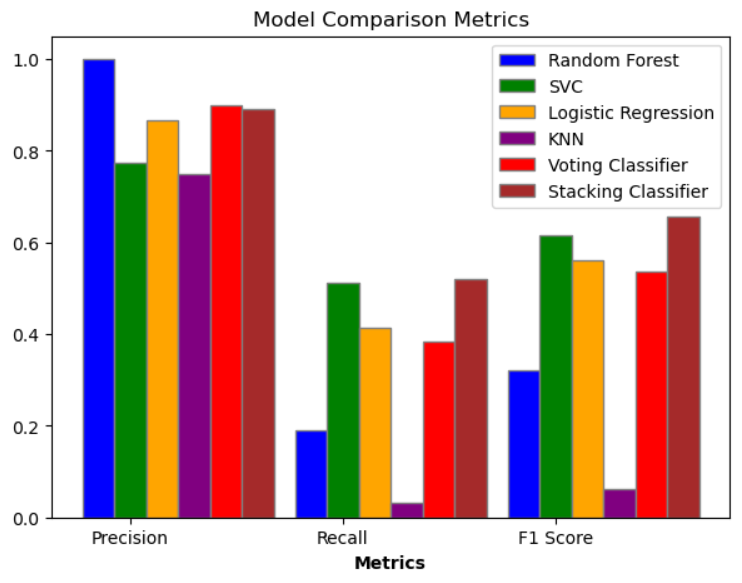 Model Comparison Metrics
1.0
0.8
0.6
0.4
0.2
0.0
Random Forest
SVC
Logistic Regression
KNN
Voting Classifier
Stacking Classifier
Precision
Recall
F1 Score
Metrics